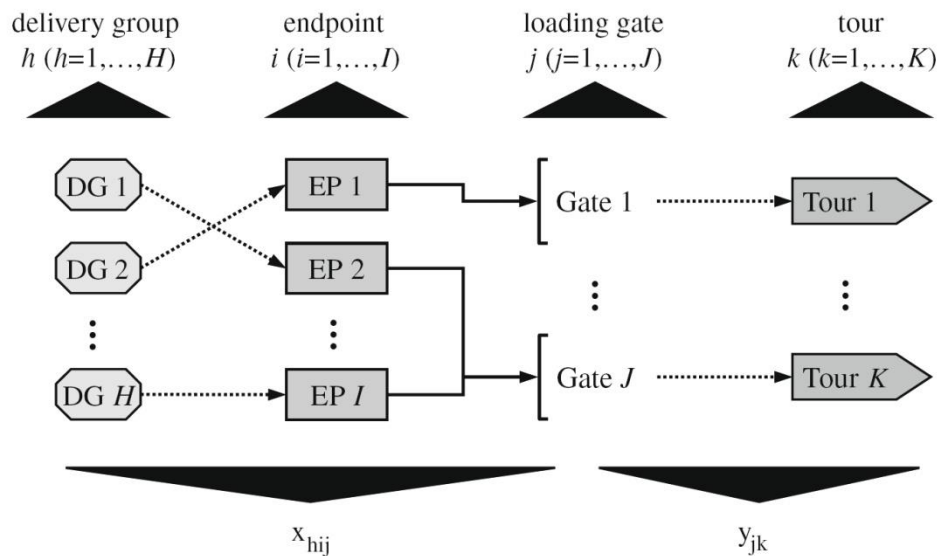 delivery group endpoint loading gate tour
h (h=1,…,H) i (i=1,…,I) j (j=1,…,J) k (k=1,…,K)
DG 1 EP 1 Gate 1 Tour 1
DG 2 EP 2
DG H EP I Gate J Tour K
x_hij y_jk